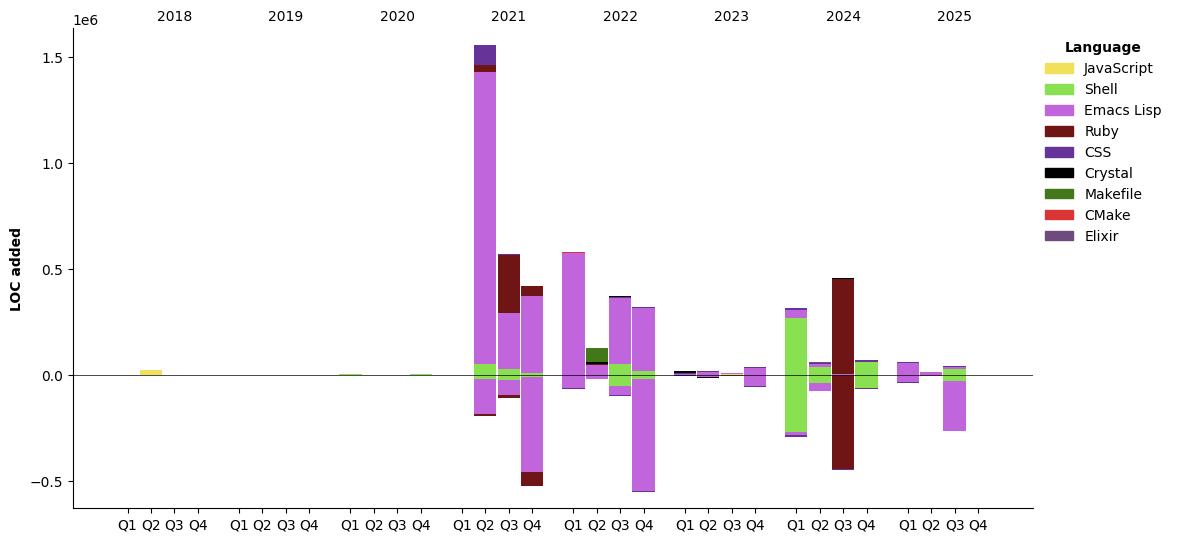 1e6
2018 2019 2020 2021 2022 2023 2024 2025
LOC added
1.5
1.0
0.5
0.0
−0.5
Q1 Q2 Q3 Q4 Q1 Q2 Q3 Q4 Q1 Q2 Q3 Q4 Q1 Q2 Q3 Q4 Q1 Q2 Q3 Q4 Q1 Q2 Q3 Q4 Q1 Q2 Q3 Q4 Q1 Q2 Q3 Q4
Language
JavaScript
Shell
Emacs Lisp
Ruby
CSS
Crystal
Makefile
CMake
Elixir